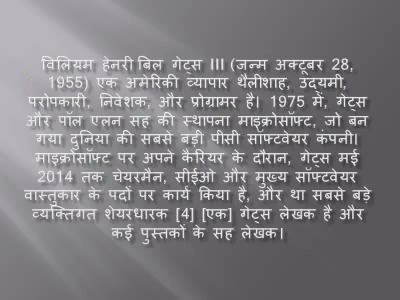 विलियम हेनरी बिल गेट्स III (जन्म अक्टूबर 28,
1955) एक अमेरिकी व्यापार थैलीशाह, उद्यमी,
परोपकारी, निवेशक, और प्रोग्रामर है। 1975 में, गेट्स
और पॉल एलन सह की स्थापना माइक्रोसॉफ्ट, जो बन
गया दुनिया की सबसे बड़ी पीसी सॉफ्टवेयर कंपनी।
माइक्रोसॉफ्ट पर अपने कैरियर के दौरान, गेट्स मई
2014 तक चेयरमैन, सीईओ और मुख्य सॉफ्टवेयर
वास्तुकार के पदों पर कार्य किया है, और था सबसे बड़े
व्यक्तिगत शेयरधारक [4] [एक] गेट्स लेखक है और
कई पुस्तकों के सह लेखक।